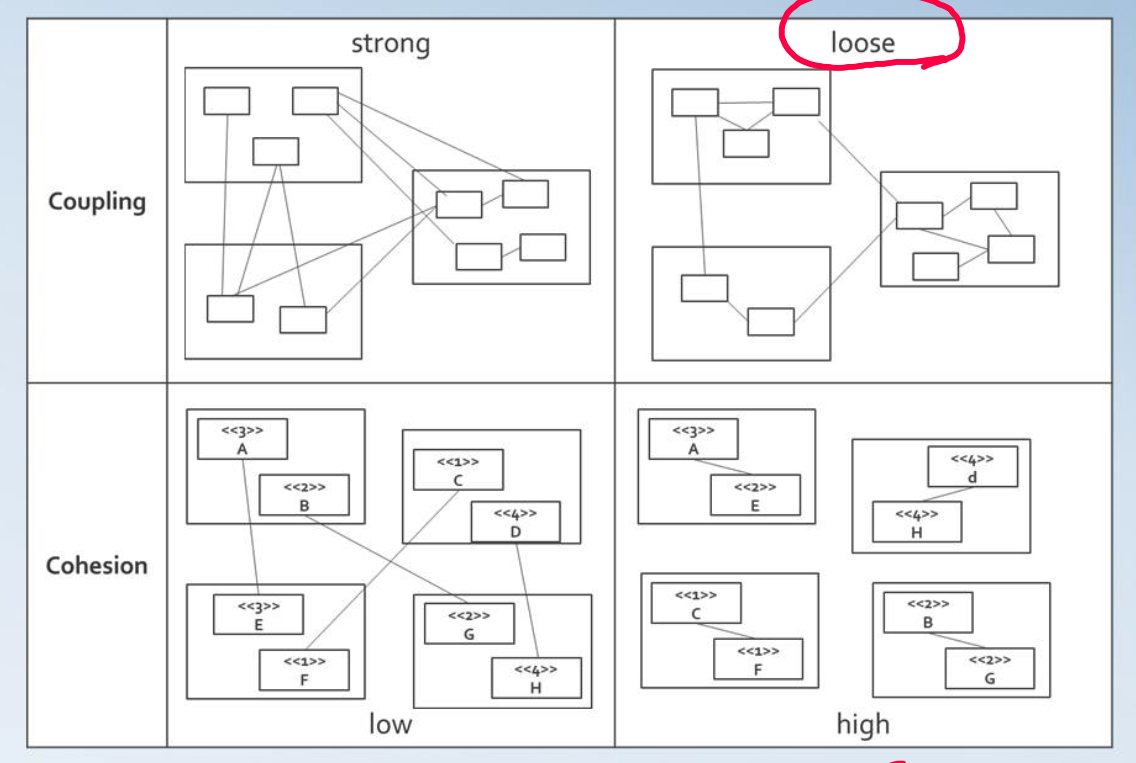 strong
loose
Coupling
Cohesion
<<3>>
A
<<2>>
B
<<1>>
C
<<4>>
D
<<3>>
E
<<1>>
F
<<2>>
G
<<4>>
H
low
<<3>>
A
<<2>>
E
<<4>>
d
<<4>>
H
<<1>>
C
<<1>>
F
<<2>>
B
<<2>>
G
high